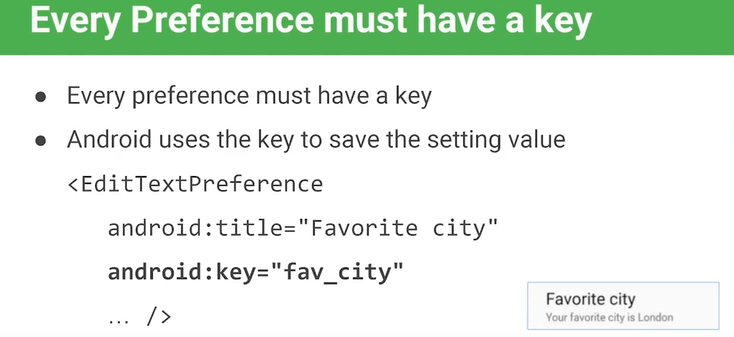 Every Preference must have a key
● Every preference must have a key
● Android uses the key to save the setting value
<EditTextPreference
android:title="Favorite city"
android:key="fav_city"
… />
Favorite city
Your favorite city is London